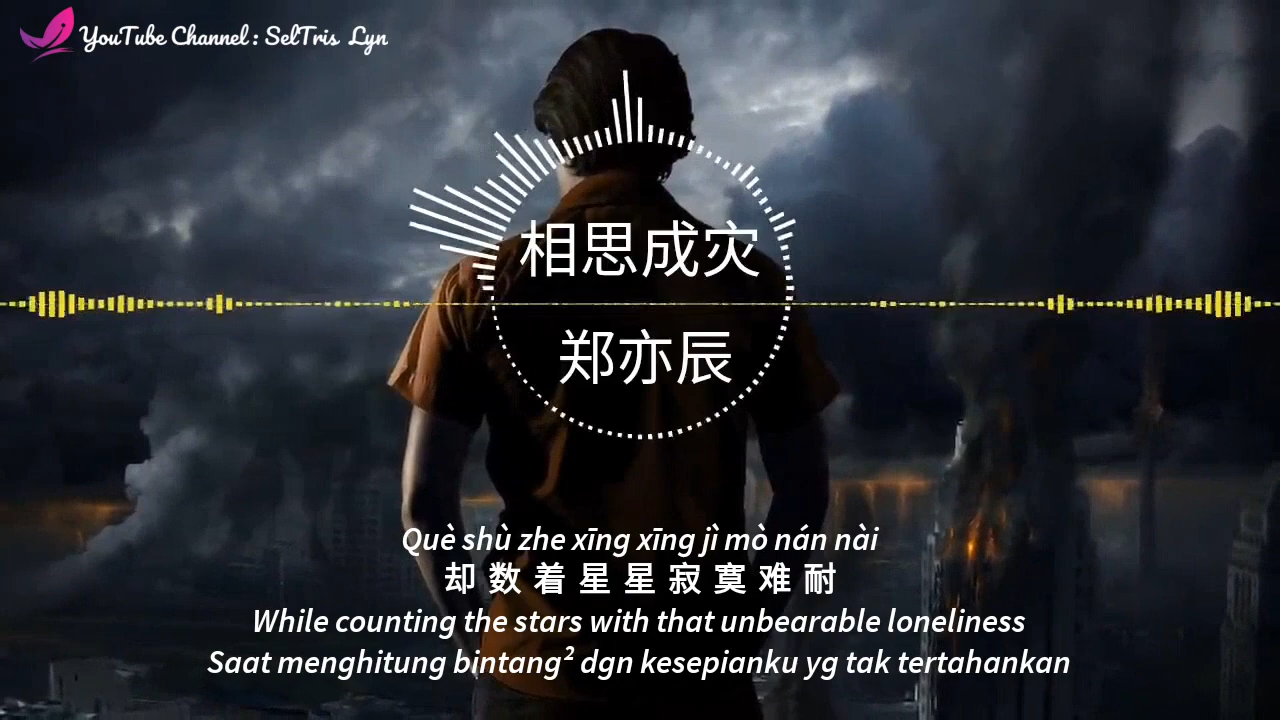 YouTube Channel : SelTris Lyn
相思成灾
郑亦辰
Què shù zhe xīng xīng jì mò nán nài
却数着星星寂寞难耐
While counting the stars with that unbearable loneliness
Saat menghitung bintang² dgn kesepianku yg tak tertahankan